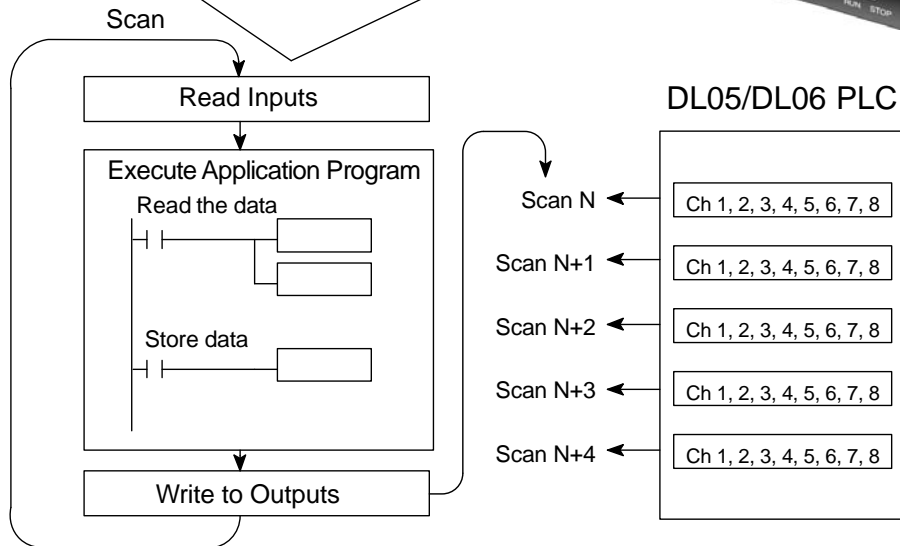 RUN STOP
Scan
Read Inputs
Execute Application Program
Read the data
Store data
Write to Outputs
DL05/DL06 PLC
Scan N
Ch 1, 2, 3, 4, 5, 6, 7, 8
Scan N+1
Ch 1, 2, 3, 4, 5, 6, 7, 8
Scan N+2
Ch 1, 2, 3, 4, 5, 6, 7, 8
Scan N+3
Ch 1, 2, 3, 4, 5, 6, 7, 8
Scan N+4
Ch 1, 2, 3, 4, 5, 6, 7, 8